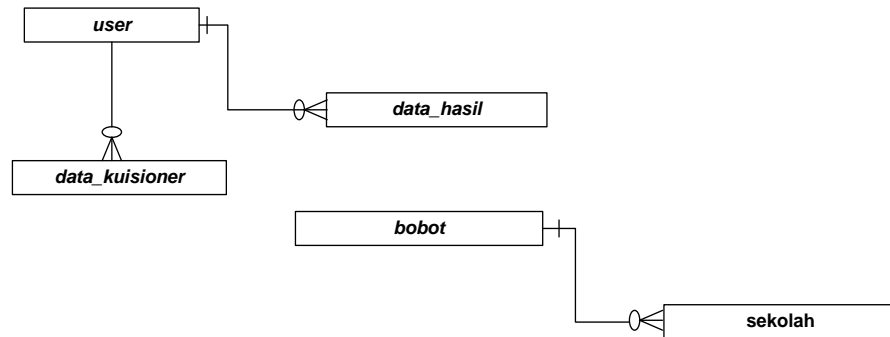 user
data_hasil
data_kuisioner
bobot
sekolah